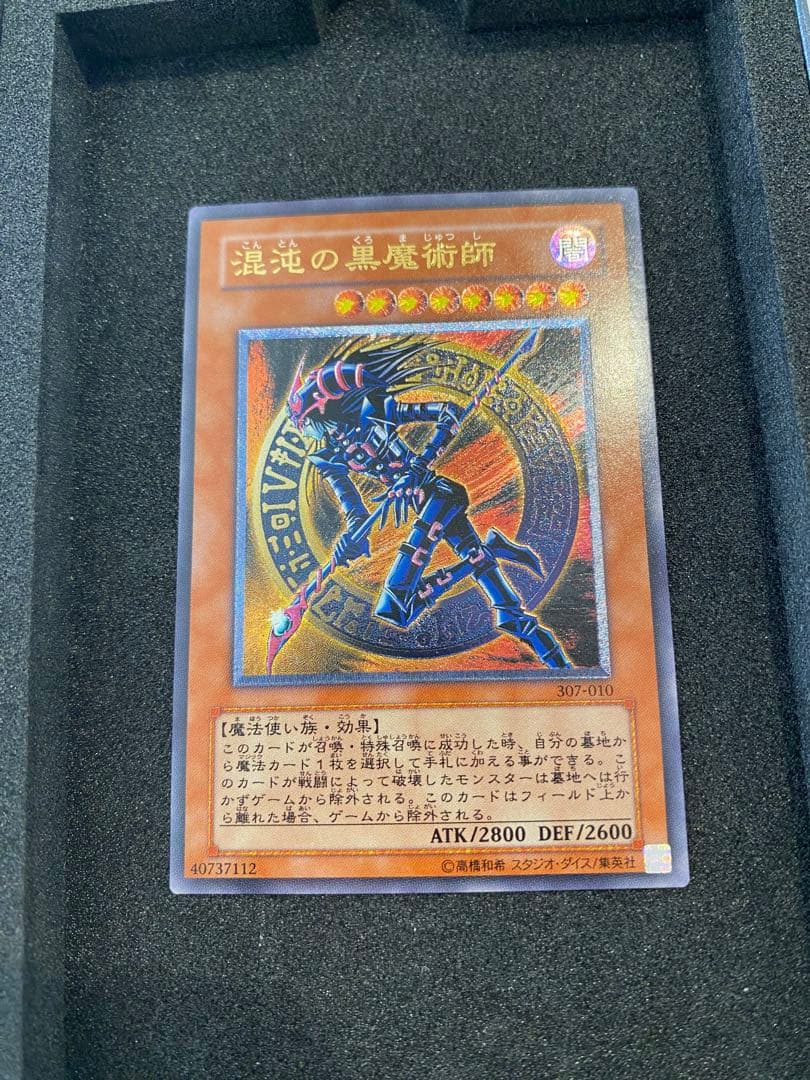 混沌の黒魔術師
闇
307-010
【魔法使い族・効果】
このカードが召喚・特殊召喚に成功した時、自分の墓地か
ら魔法カード1枚を選択して手札に加える事ができる。こ
のカードが戦闘によって破壊したモンスターは墓地へは行
かずゲームから除外される。このカードはフィールド上か
ら離れた場合、ゲームから除外される。
ATK/2800 DEF/2600
40737112
©高橋和希 スタジオ・ダイス/集英社